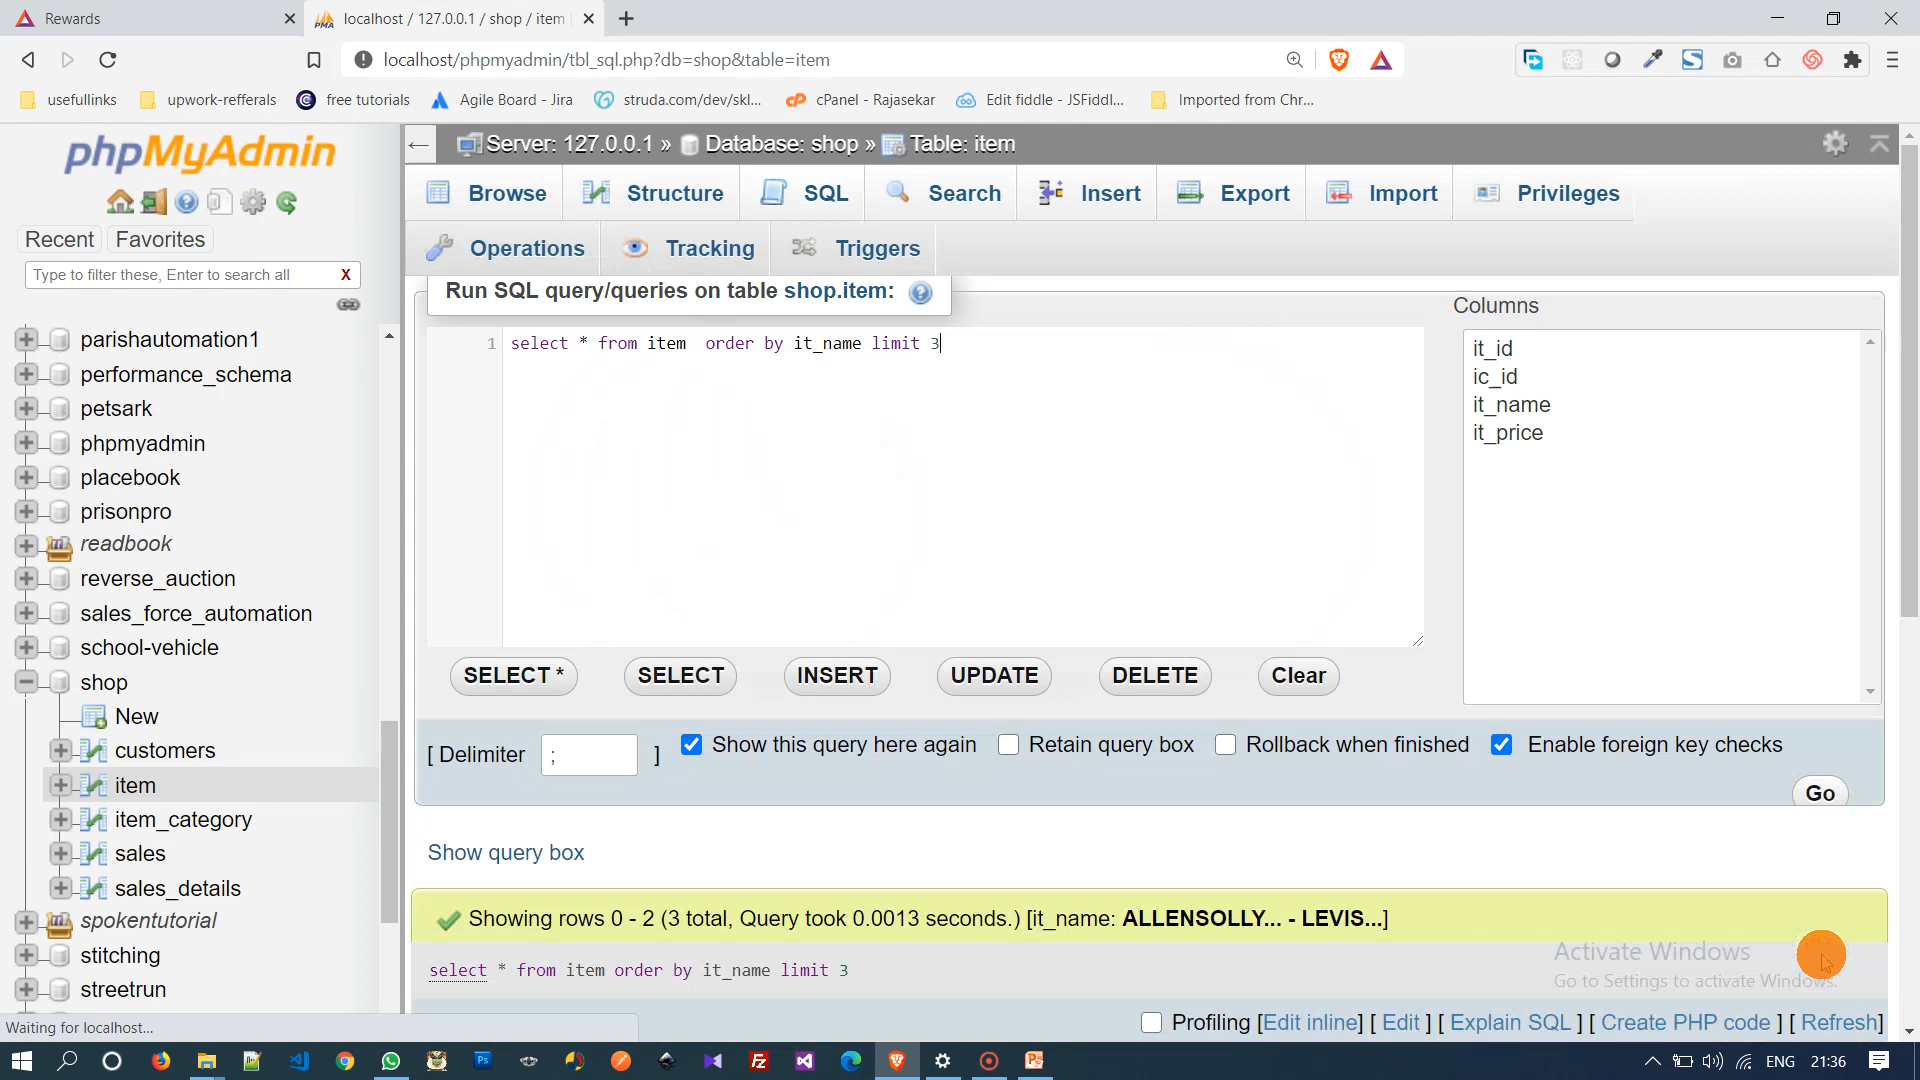 Rewards
localhost / 127.0.0.1 / shop / item
localhost/phpmyadmin/tbl_sql.php?db=shop&table=item
usefullinks
upwork-refferals
free tutorials
Agile Board - Jira
struda.com/dev/skl...
cPanel - Rajasekar
Edit fiddle - JSFiddl...
Imported from Chr...
phpMyAdmin
Recent
Favorites
Type to filter these, Enter to search all
X
parishautomation1
performance_schema
petsark
phpmyadmin
placebook
prisonpro
readbook
reverse_auction
sales_force_automation
school-vehicle
shop
New
customers
item
item_category
sales
sales_details
spokentutorial
stitching
streetrun
Waiting for localhost...
Server: 127.0.0.1 » Database: shop » Table: item
Browse
Structure
SQL
Search
Insert
Export
Import
Privileges
Operations
Tracking
Triggers
Run SQL query/queries on table shop.item:
1 select * from item  order by it_name limit 3
Columns
it_id
ic_id
it_name
it_price
SELECT *
SELECT
INSERT
UPDATE
DELETE
Clear
[ Delimiter ; ]
Show this query here again
Retain query box
Rollback when finished
Enable foreign key checks
Go
Show query box
Showing rows 0 - 2 (3 total, Query took 0.0013 seconds.) [it_name: ALLENSOLLY... - LEVIS...]
select * from item order by it_name limit 3
Activate Windows
Go to Settings to activate Windows.
Profiling [Edit inline] [ Edit ] [ Explain SQL ] [ Create PHP code ] [ Refresh]
ENG
21:36